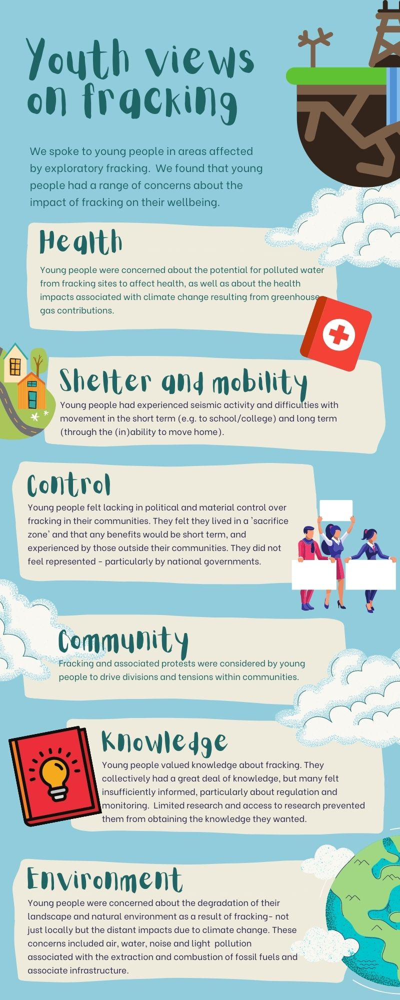 Youth views
on fracking
We spoke to young people in areas affected
by exploratory fracking. We found that young
people had a range of concerns about the
impact of fracking on their wellbeing.
Health
Young people were concerned about the potential for polluted water
from fracking sites to affect health, as well as about the health
impacts associated with climate change resulting from greenhouse
gas contributions.
Shelter and mobility
Young people had experienced seismic activity and difficulties with
movement in the short term (e.g. to school/college) and long term
(through the (in)ability to move home).
Control
Young people felt lacking in political and material control over
fracking in their communities. They felt they lived in a 'sacrifice
zone' and that any benefits would be short term, and
experienced by those outside their communities. They did not
feel represented - particularly by national governments.
Community
Fracking and associated protests were considered by young
people to drive divisions and tensions within communities.
Knowledge
Young people valued knowledge about fracking. They
collectively had a great deal of knowledge, but many felt
insufficiently informed, particularly about regulation and
monitoring. Limited research and access to research prevented
them from obtaining the knowledge they wanted.
Environment
Young people were concerned about the degradation of their
landscape and natural environment as a result of fracking- not
just locally but the distant impacts due to climate change. These
concerns included air, water, noise and light pollution
associated with the extraction and combustion of fossil fuels and
associate infrastructure.